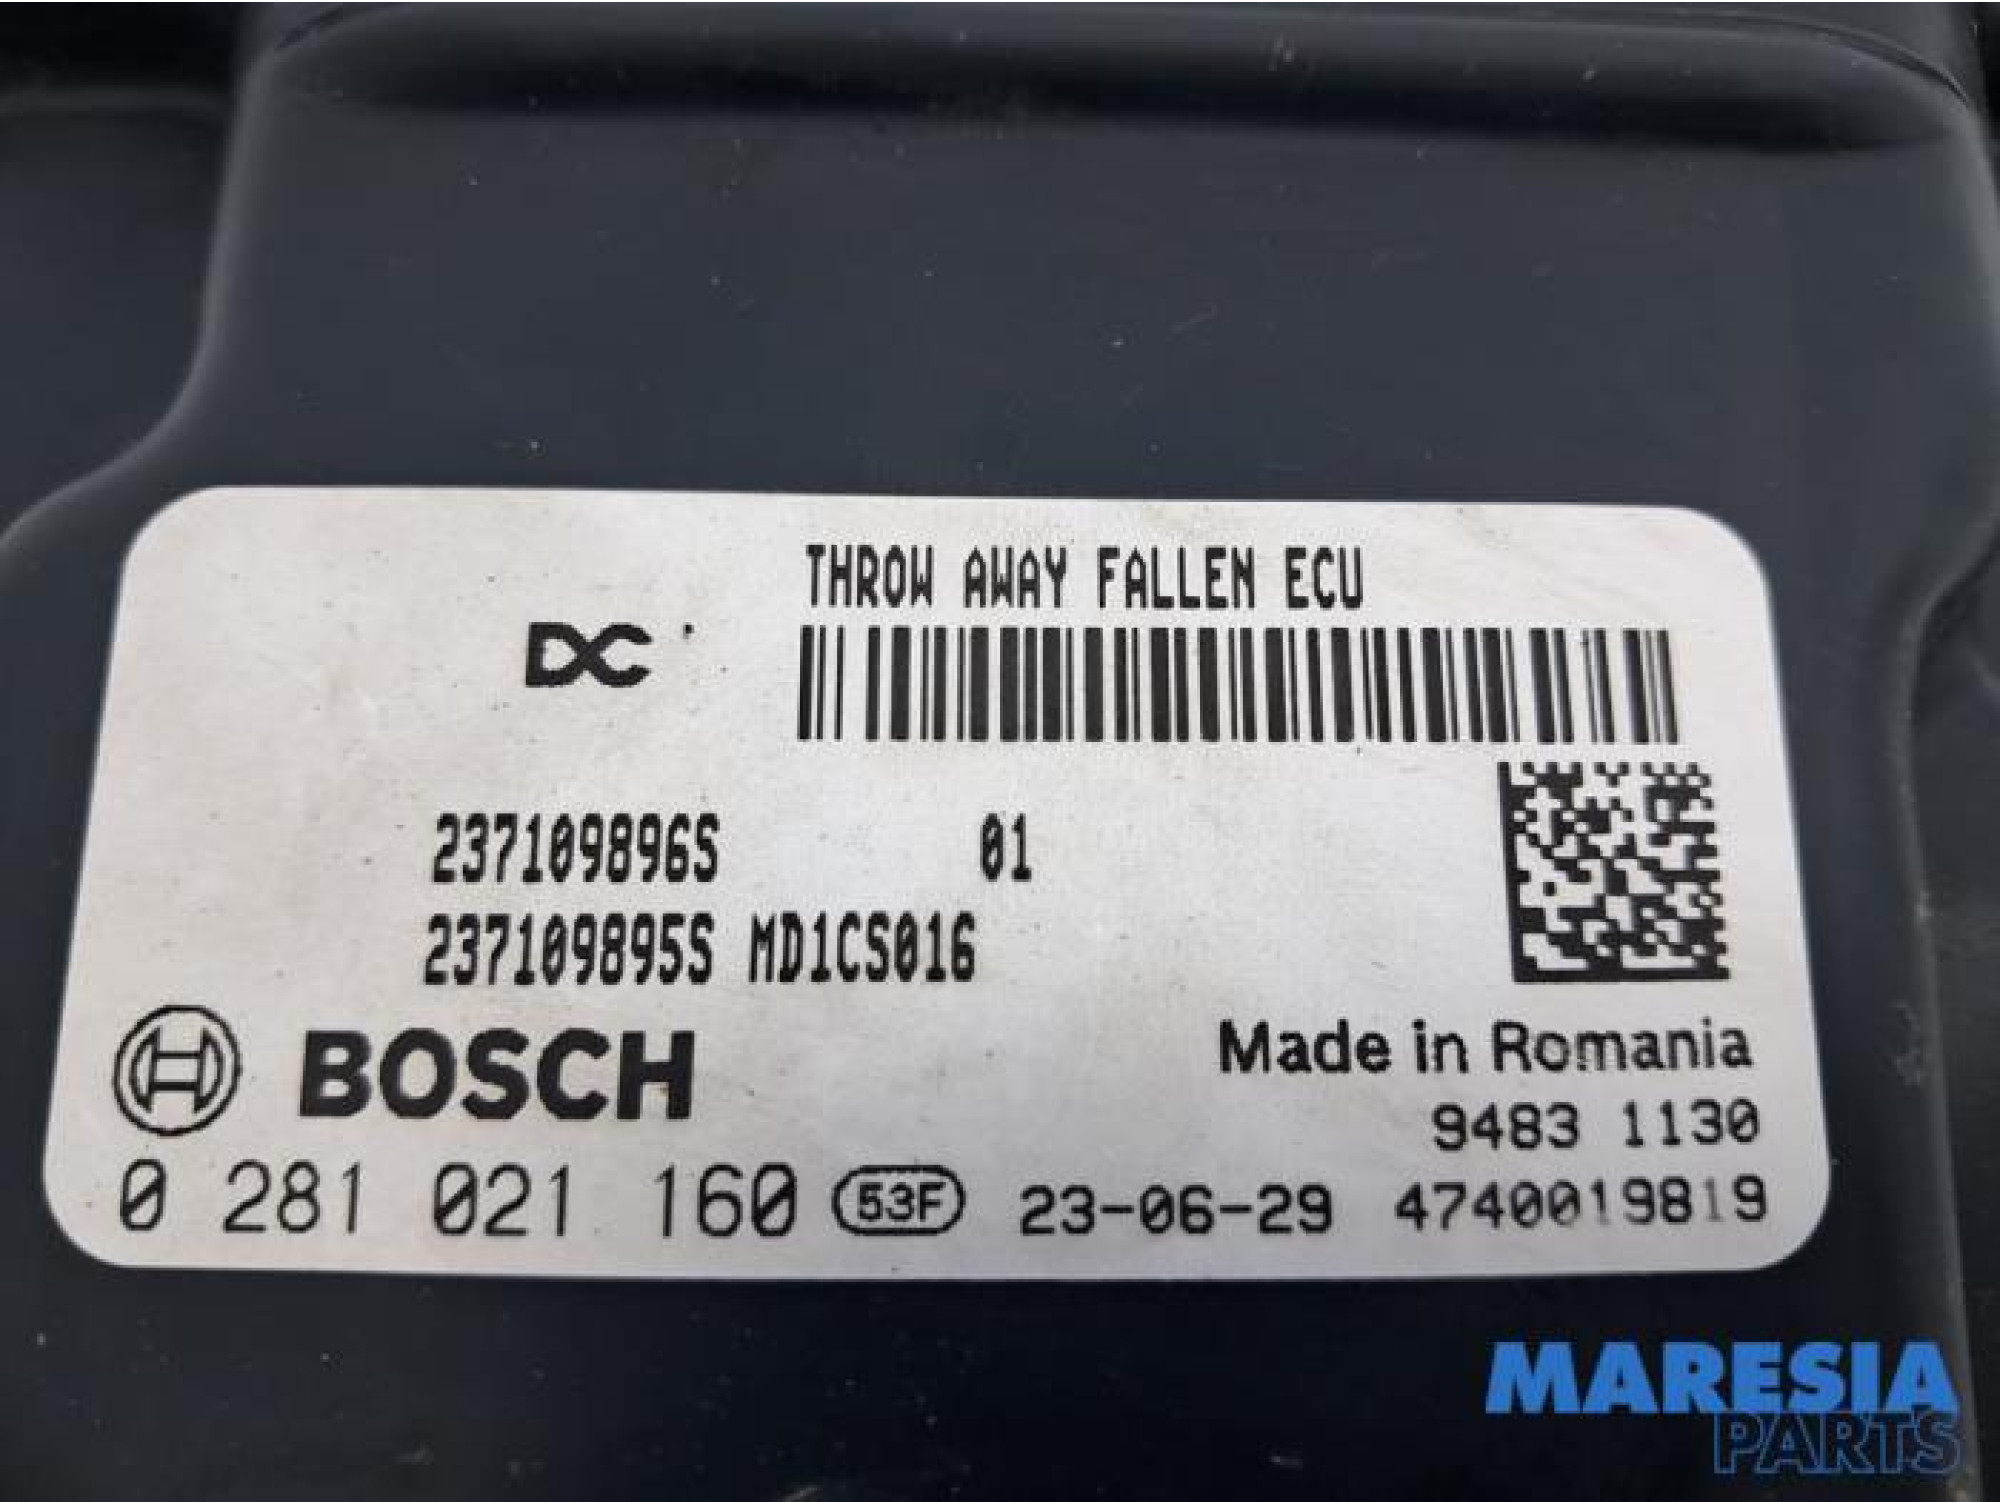 THROW AWAY FALLEN ECU
DC
237109896S 01
237109895S MD1CS016
BOSCH
Made in Romania
9483 1130
0 281 021 160 53F 23-06-29 4740019819
MARESIA
PARTS